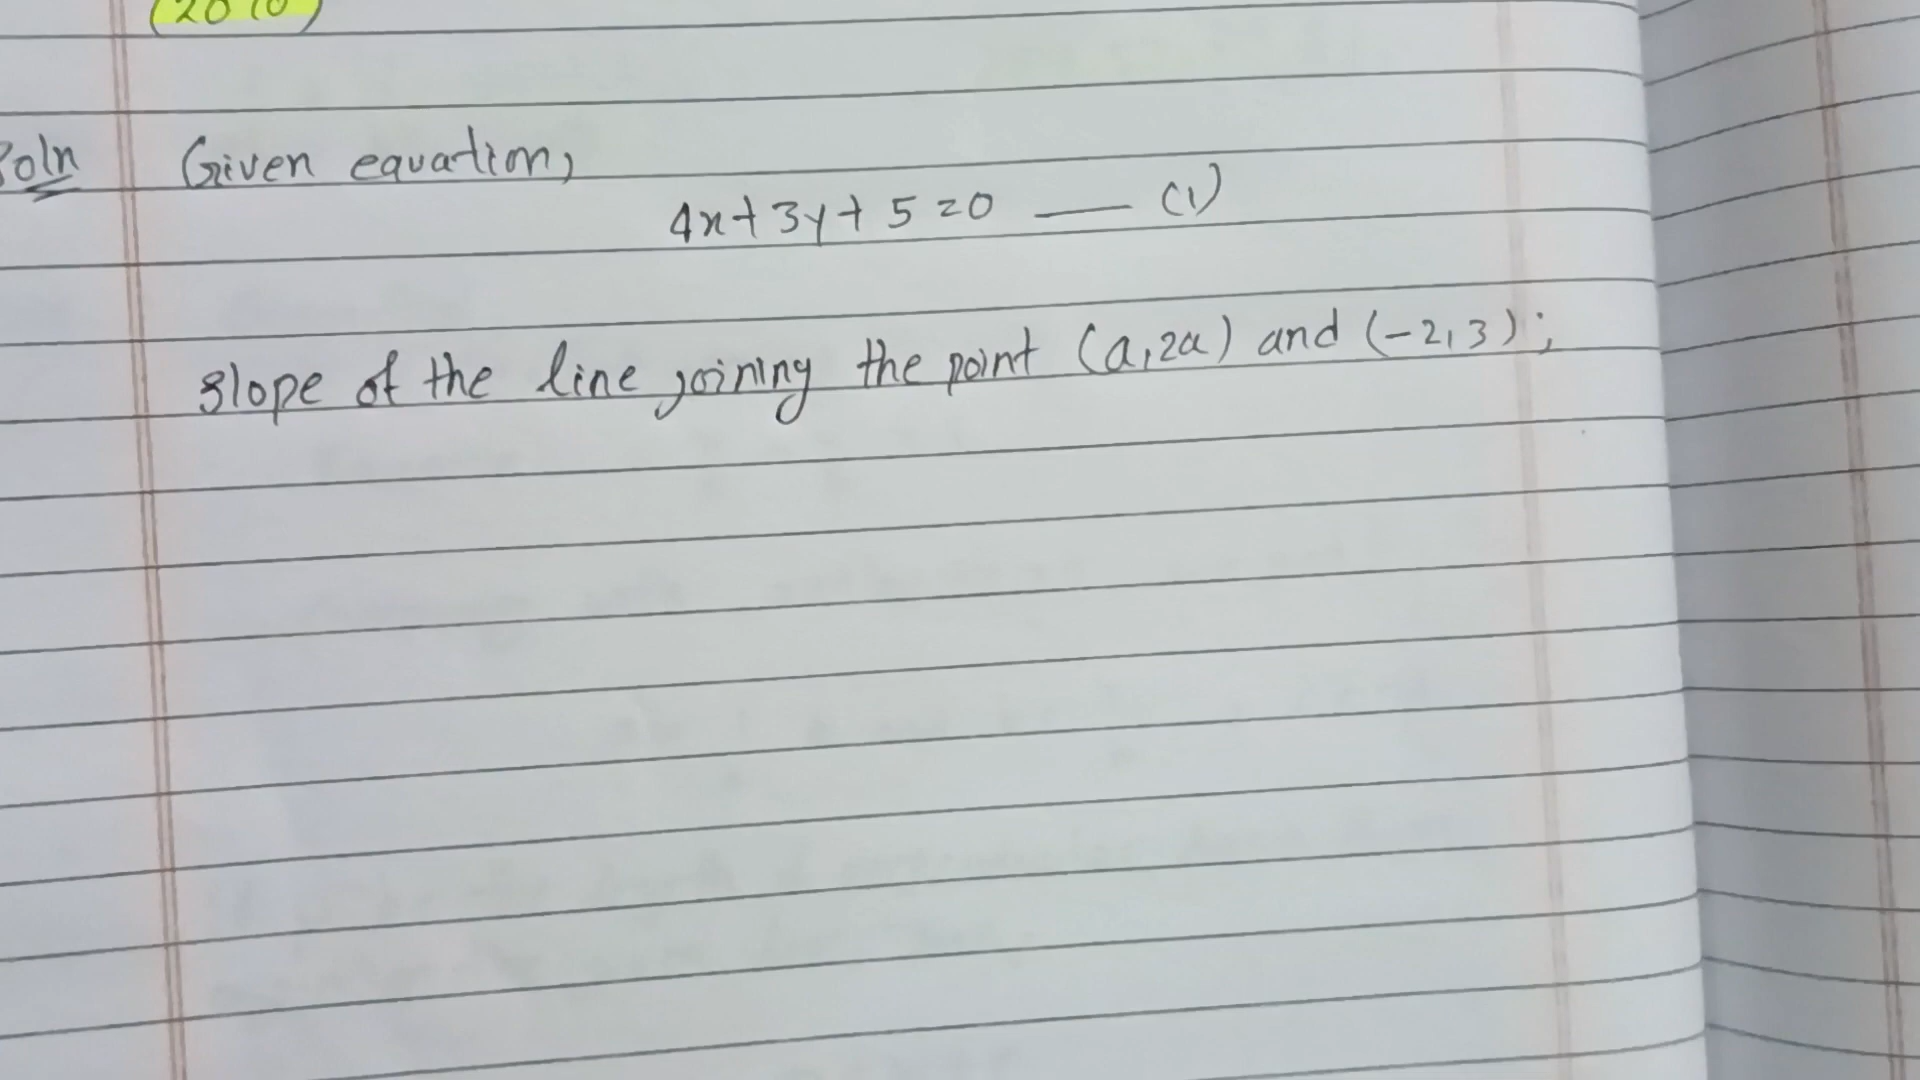 Soln Given equation,
4x+3y+5=0 — (1)
slope of the line joining the point (a,2a) and (-2,3);